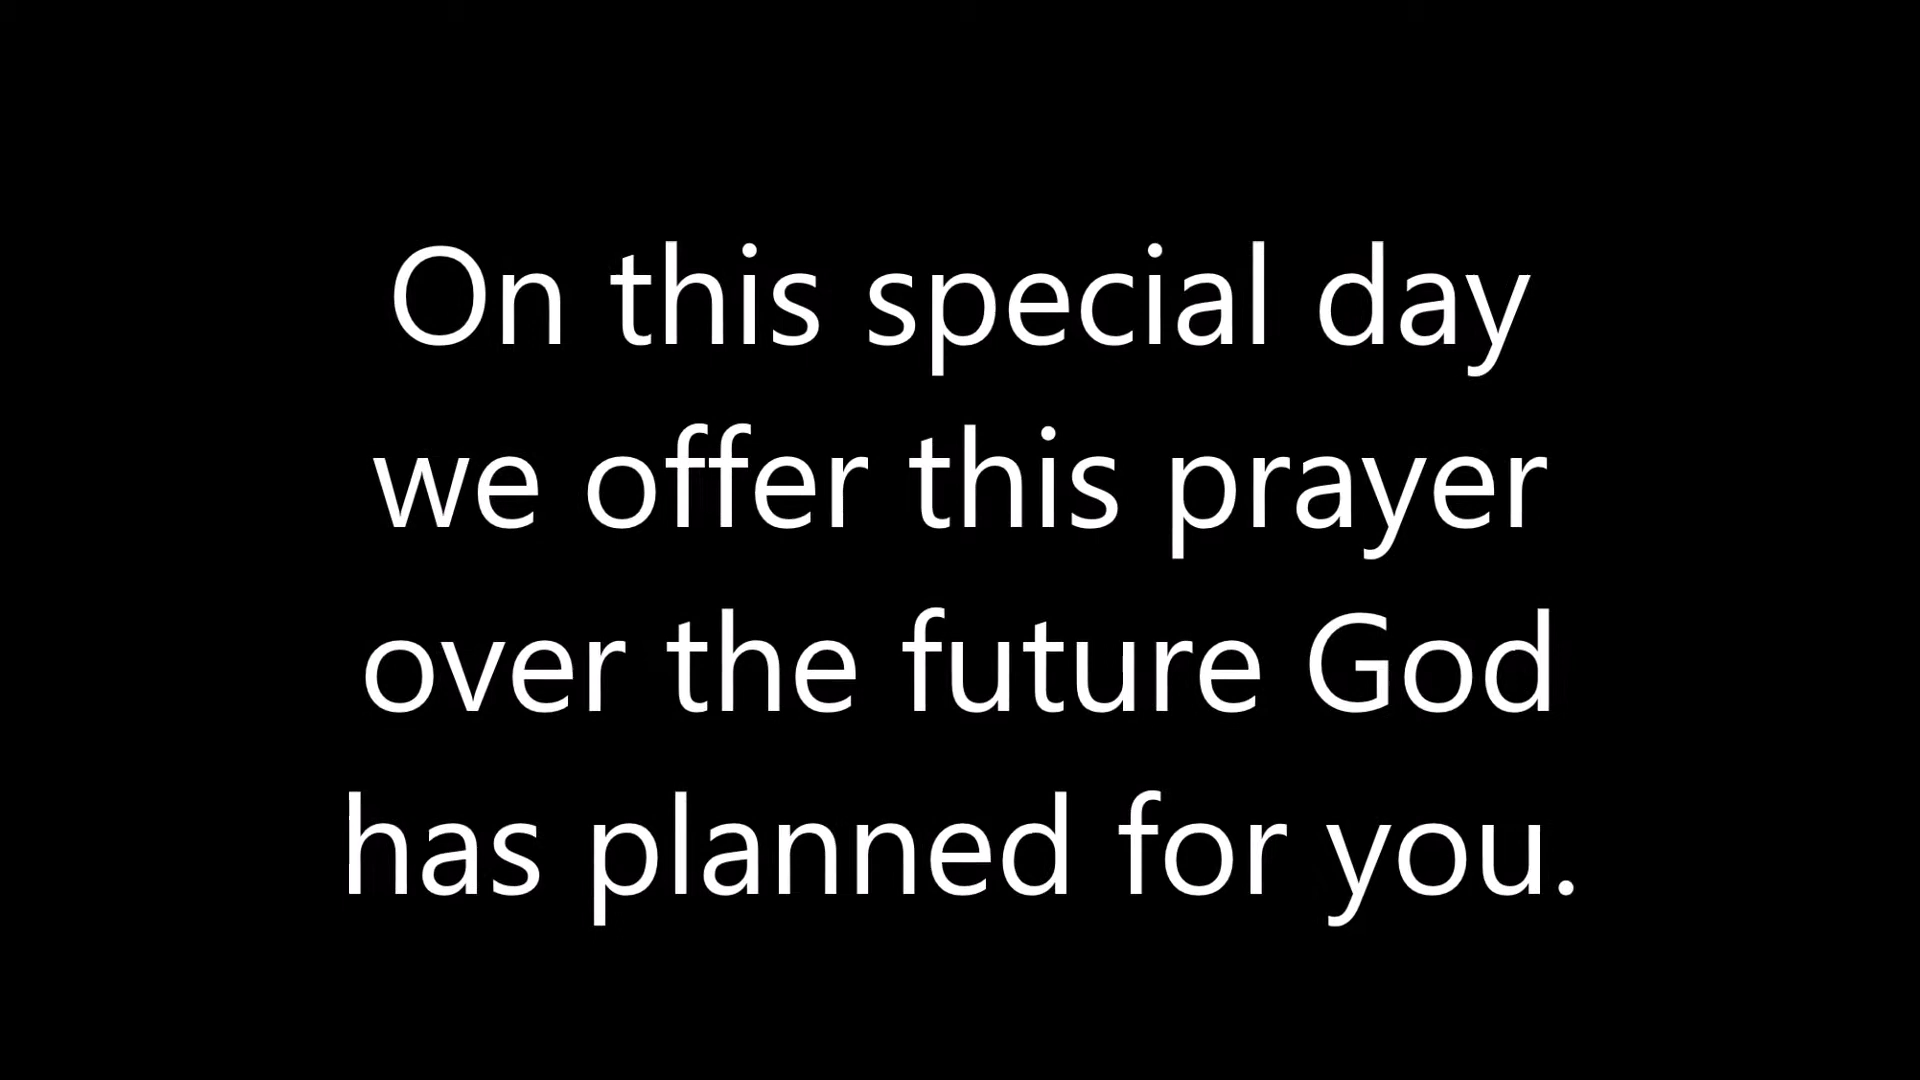 On this special day
we offer this prayer
over the future God
has planned for you.